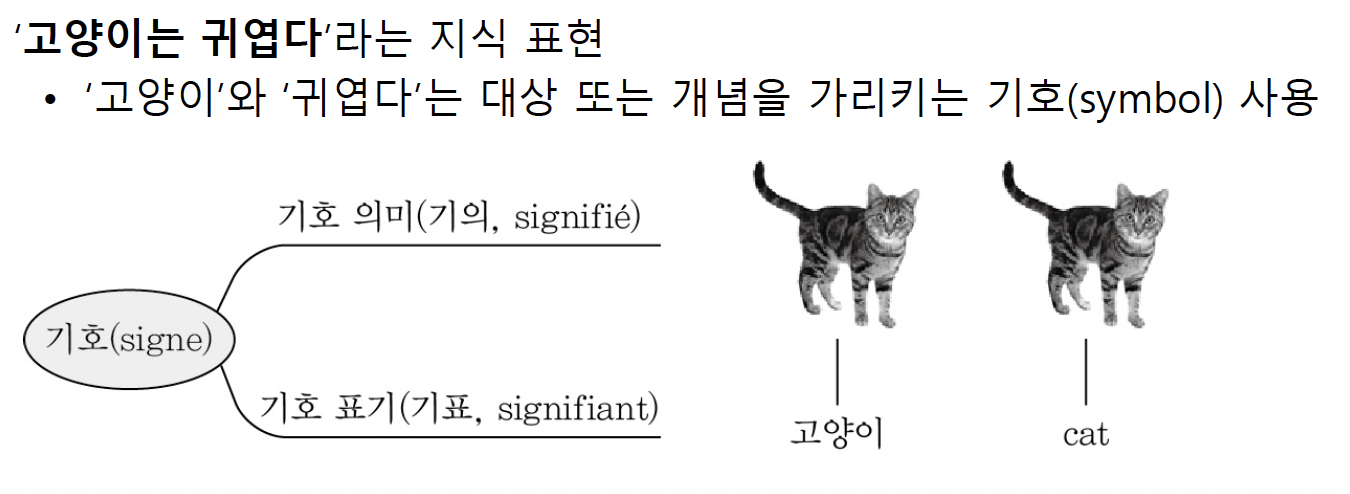 ‘고양이는 귀엽다’라는 지식 표현
• ‘고양이’와 ‘귀엽다’는 대상 또는 개념을 가리키는 기호(symbol) 사용
기호 의미(기의, signifié)
기호(signe)
기호 표기(기표, signifiant)
고양이
cat